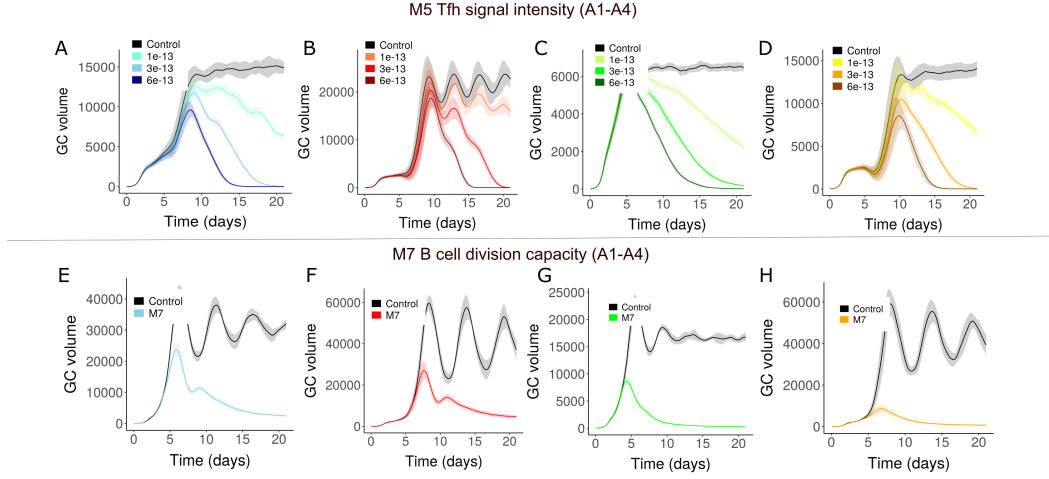 M5 Tfh signal intensity (A1-A4)
A
Control
1e-13
3e-13
6e-13
GC volume
15000
10000
5000
0
0 5 10 15 20
Time (days)
B
Control
1e-13
3e-13
6e-13
GC volume
20000
10000
0
0 5 10 15 20
Time (days)
C
Control
1e-13
3e-13
6e-13
GC volume
6000
4000
2000
0
0 5 10 15 20
Time (days)
D
Control
1e-13
3e-13
6e-13
GC volume
15000
10000
5000
0
0 5 10 15 20
Time (days)
M7 B cell division capacity (A1-A4)
E
Control
M7
GC volume
40000
30000
20000
10000
0
0 5 10 15 20
Time (days)
F
Control
M7
GC volume
60000
40000
20000
0
0 5 10 15 20
Time (days)
G
Control
M7
GC volume
25000
20000
15000
10000
5000
0
0 5 10 15 20
Time (days)
H
Control
M7
GC volume
60000
40000
20000
0
0 5 10 15 20
Time (days)